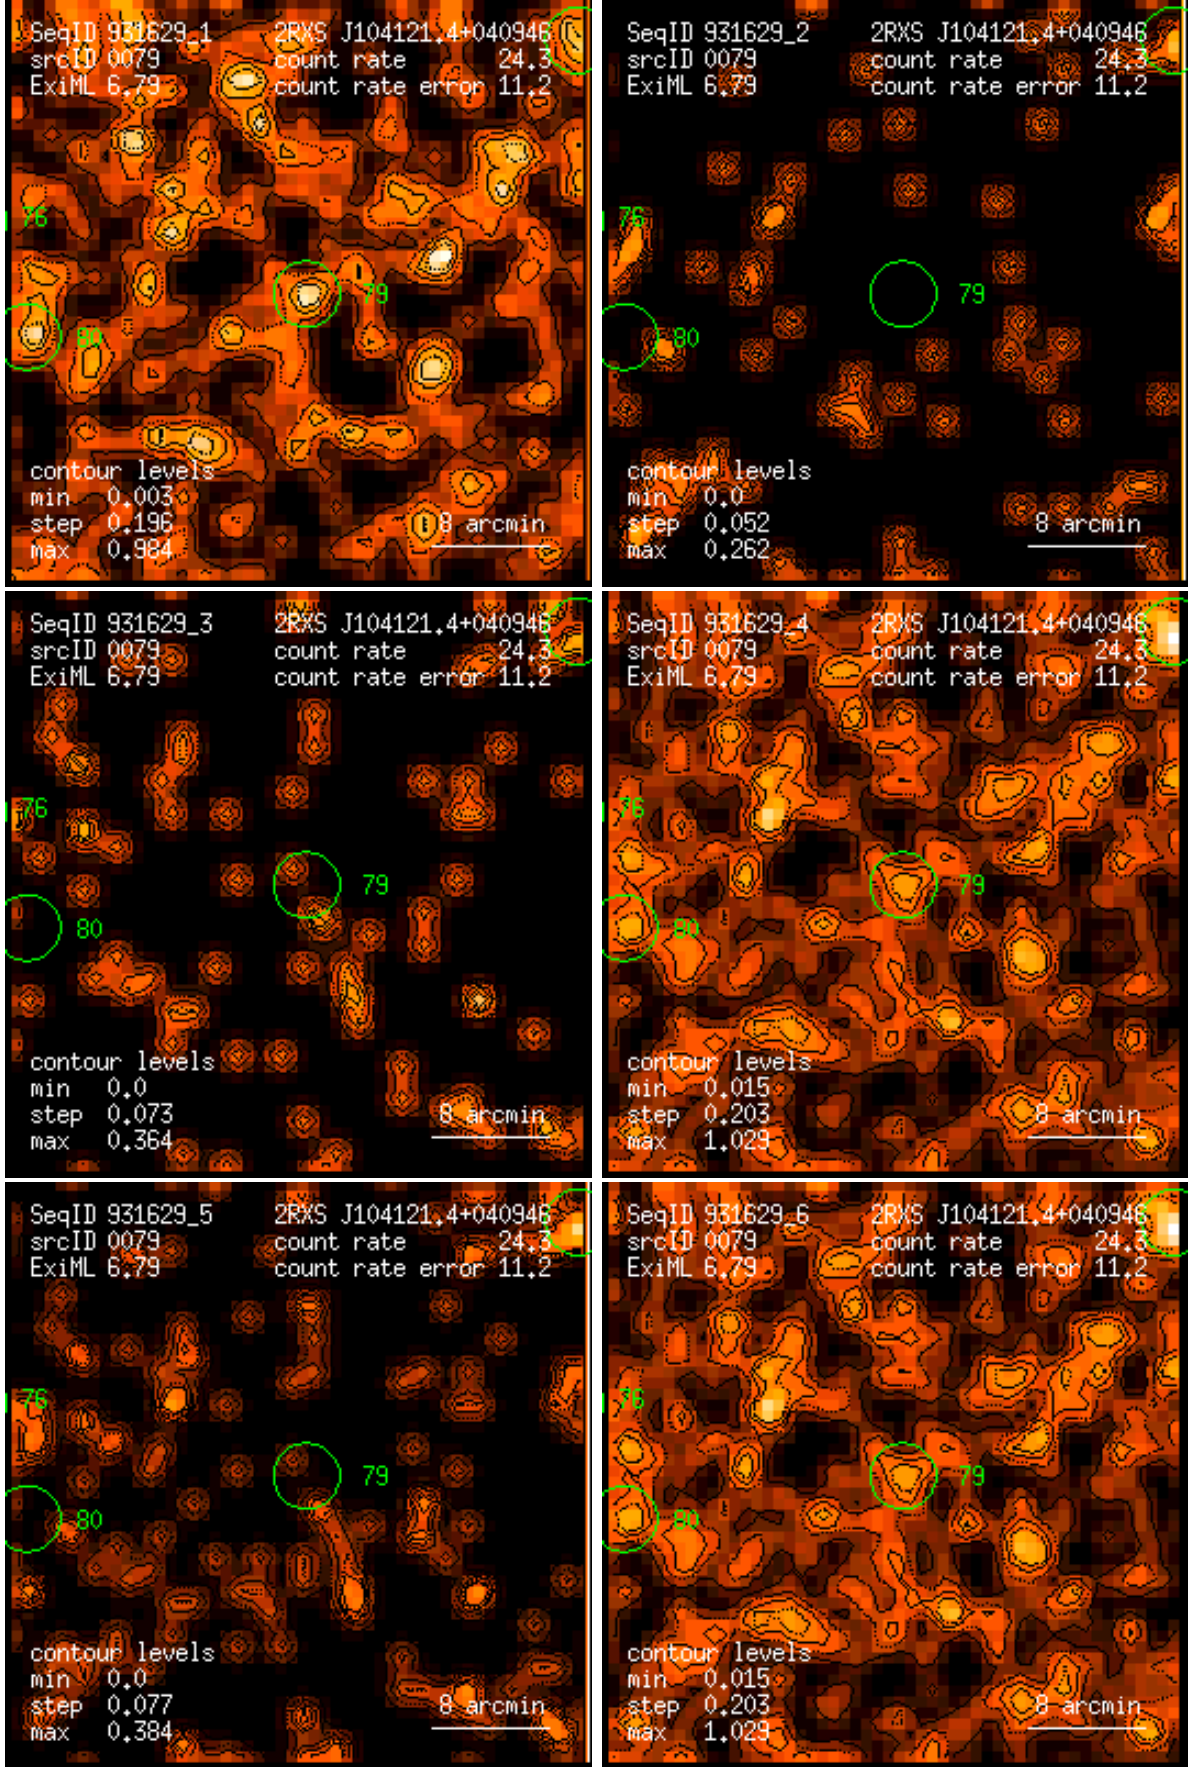 SeqID 931629_1 2RXS J104121.4+040946
srcID 0079 count rate 24.3
ExiML 6.79 count rate error 11.2
76
79
80
contour levels
min 0.003
step 0.196
max 0.984
8 arcmin
SeqID 931629_2 2RXS J104121.4+040946
srcID 0079 count rate 24.3
ExiML 6.79 count rate error 11.2
76
79
80
contour levels
min 0.0
step 0.052
max 0.262
8 arcmin
SeqID 931629_3 2RXS J104121.4+040946
srcID 0079 count rate 24.3
ExiML 6.79 count rate error 11.2
76
79
80
contour levels
min 0.0
step 0.073
max 0.364
8 arcmin
SeqID 931629_4 2RXS J104121.4+040946
srcID 0079 count rate 24.3
ExiML 6.79 count rate error 11.2
76
79
80
contour levels
min 0.015
step 0.203
max 1.029
8 arcmin
SeqID 931629_5 2RXS J104121.4+040946
srcID 0079 count rate 24.3
ExiML 6.79 count rate error 11.2
76
79
80
contour levels
min 0.0
step 0.077
max 0.384
8 arcmin
SeqID 931629_6 2RXS J104121.4+040946
srcID 0079 count rate 24.3
ExiML 6.79 count rate error 11.2
76
79
80
contour levels
min 0.015
step 0.203
max 1.029
8 arcmin